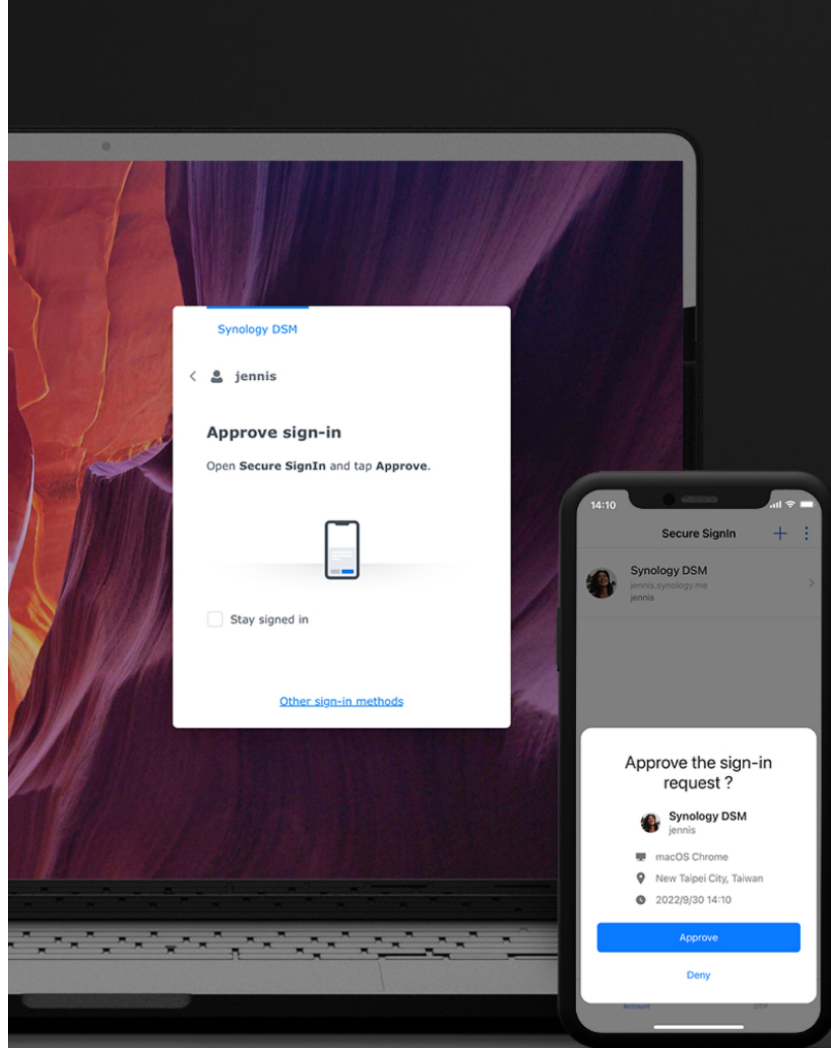 Synology DSM
jennis
Approve sign-in
Open Secure SignIn and tap Approve.
Stay signed in
Other sign-in methods
14:10
Secure SignIn
Synology DSM
jennis.synology.me
jennis
Approve the sign-in
request ?
Synology DSM
jennis
macOS Chrome
New Taipei City, Taiwan
2022/9/30 14:10
Approve
Deny
Account
OTP